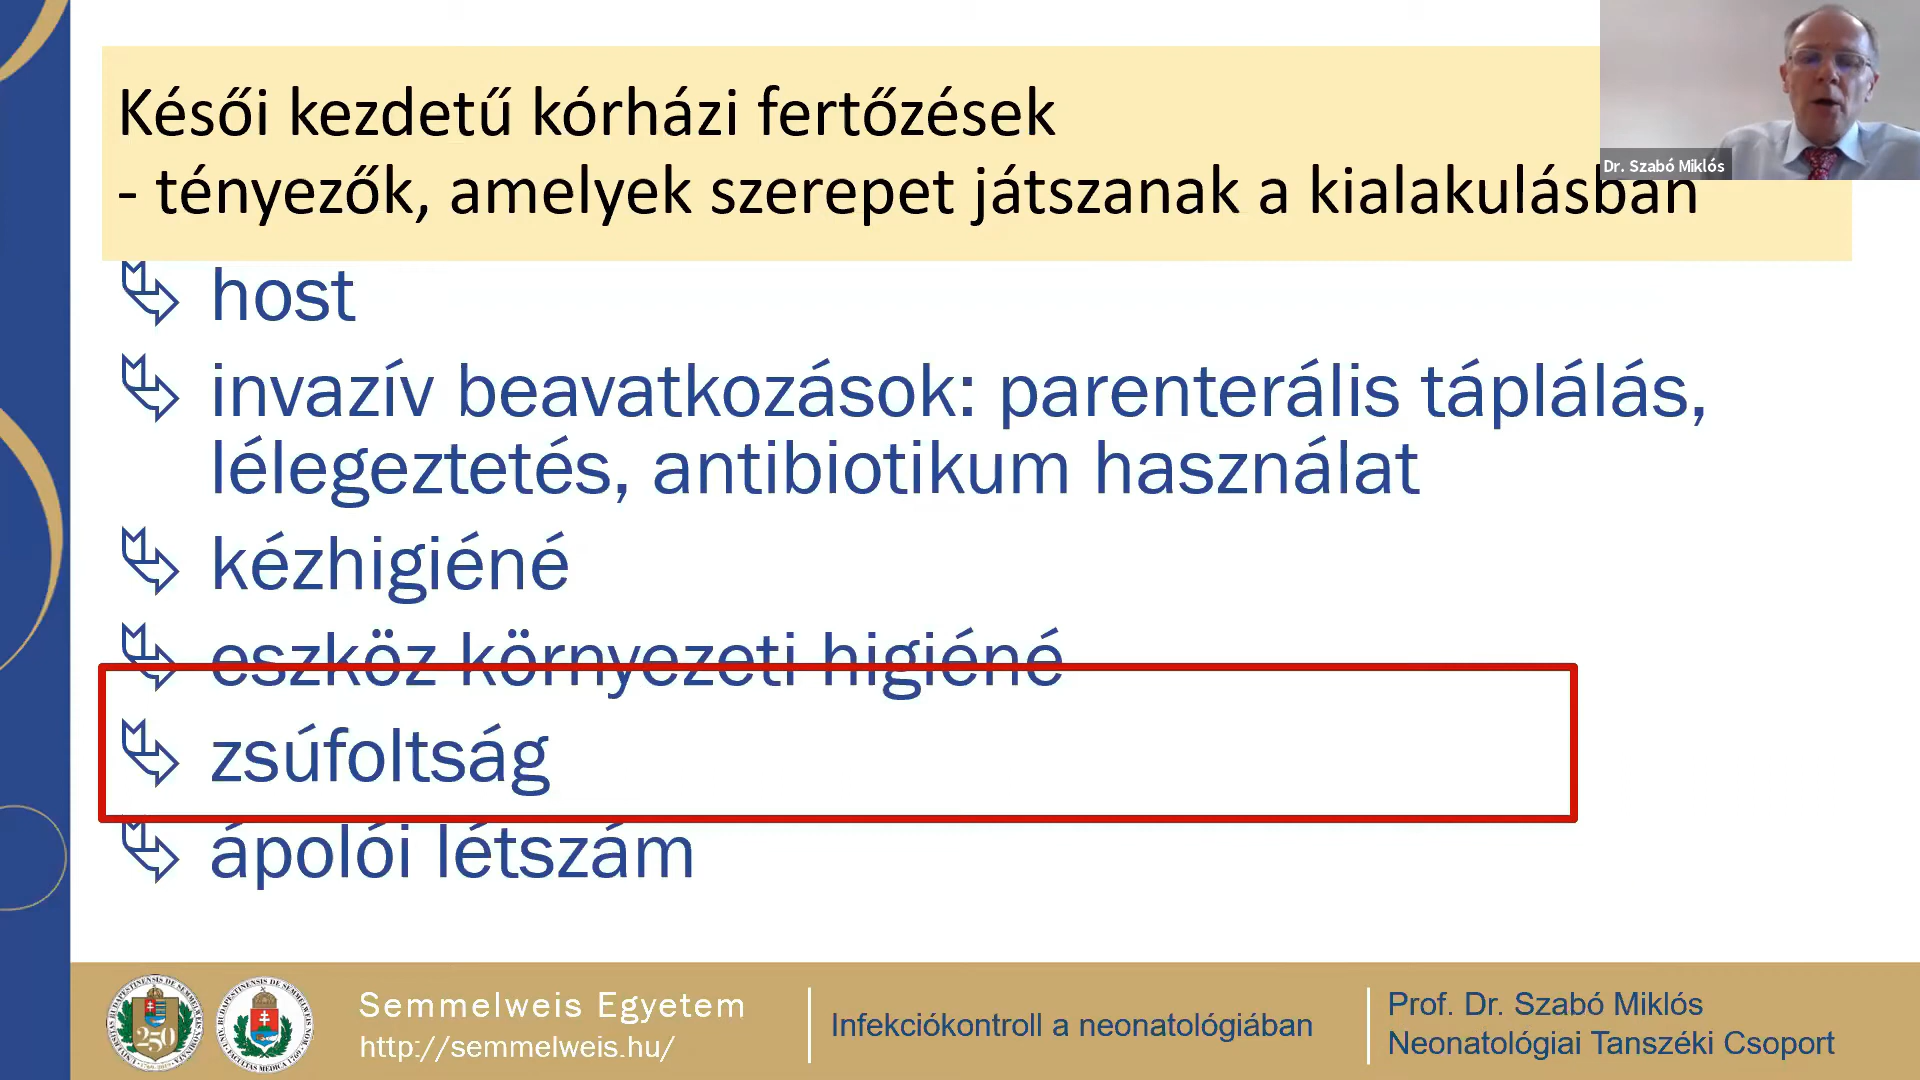 Késői kezdetű kórházi fertőzések
- tényezők, amelyek szerepet játszanak a kialakulásban
Dr. Szabó Miklós
host
invazív beavatkozások: parenterális táplálás,
lélegeztetés, antibiotikum használat
kézhigiéné
eszköz környezeti higiéné
zsúfoltság
ápolói létszám
250
Semmelweis Egyetem
http://semmelweis.hu/
Infekciókontroll a neonatológiában
Prof. Dr. Szabó Miklós
Neonatológiai Tanszéki Csoport